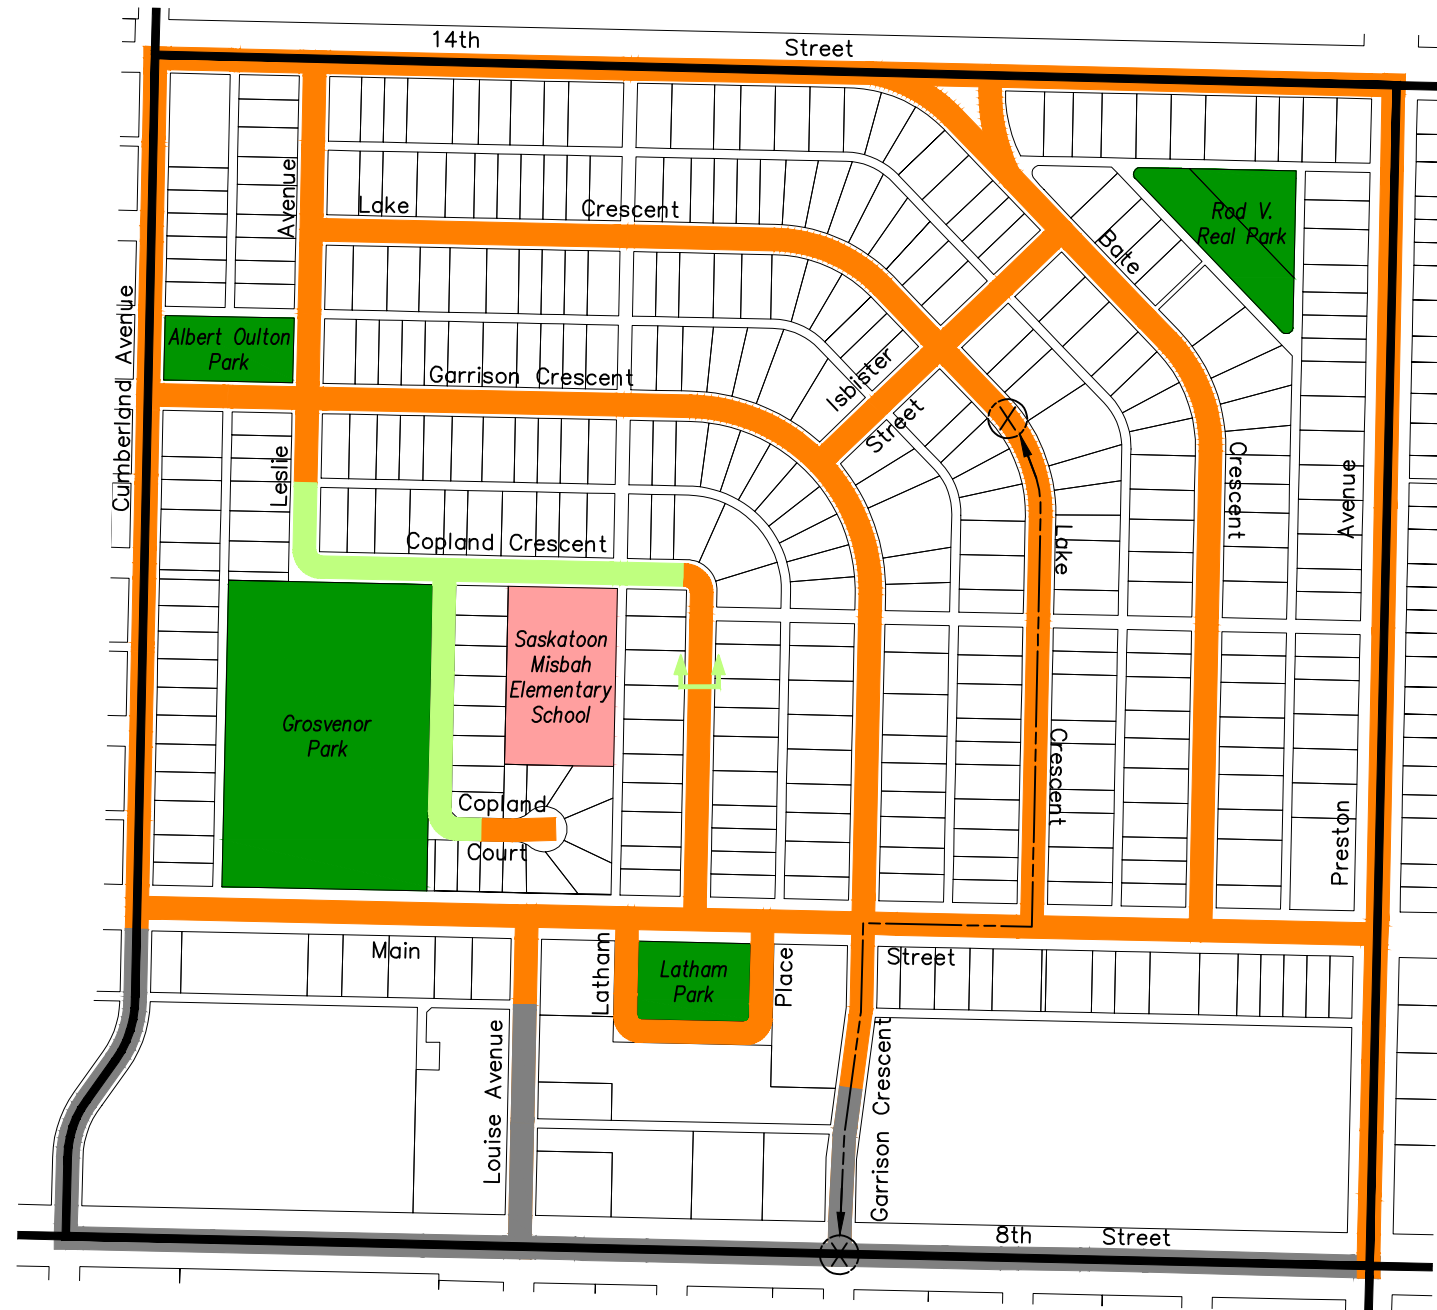 14th Street
Avenue
Lake Crescent
Rod V.
Real Park
Bate
Cumberland Avenue
Albert Oulton
Park
Garrison Crescent
Isbister
Street
Leslie
Crescent
Avenue
Copland Crescent
Lake
X
Saskatoon
Misbah
Elementary
School
Grosvenor
Park
Crescent
Copland
Court
Preston
Main
Latham
Latham
Park
Place
Street
Louise Avenue
Garrison Crescent
8th Street
X